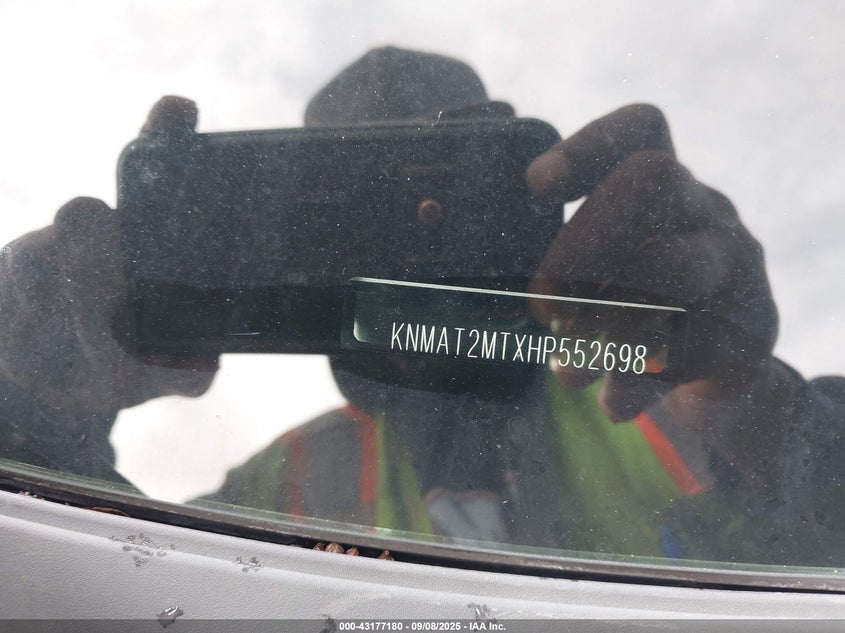 KNMAT2MTXHP552698
000-43177180 - 09/08/2025 - IAA Inc.